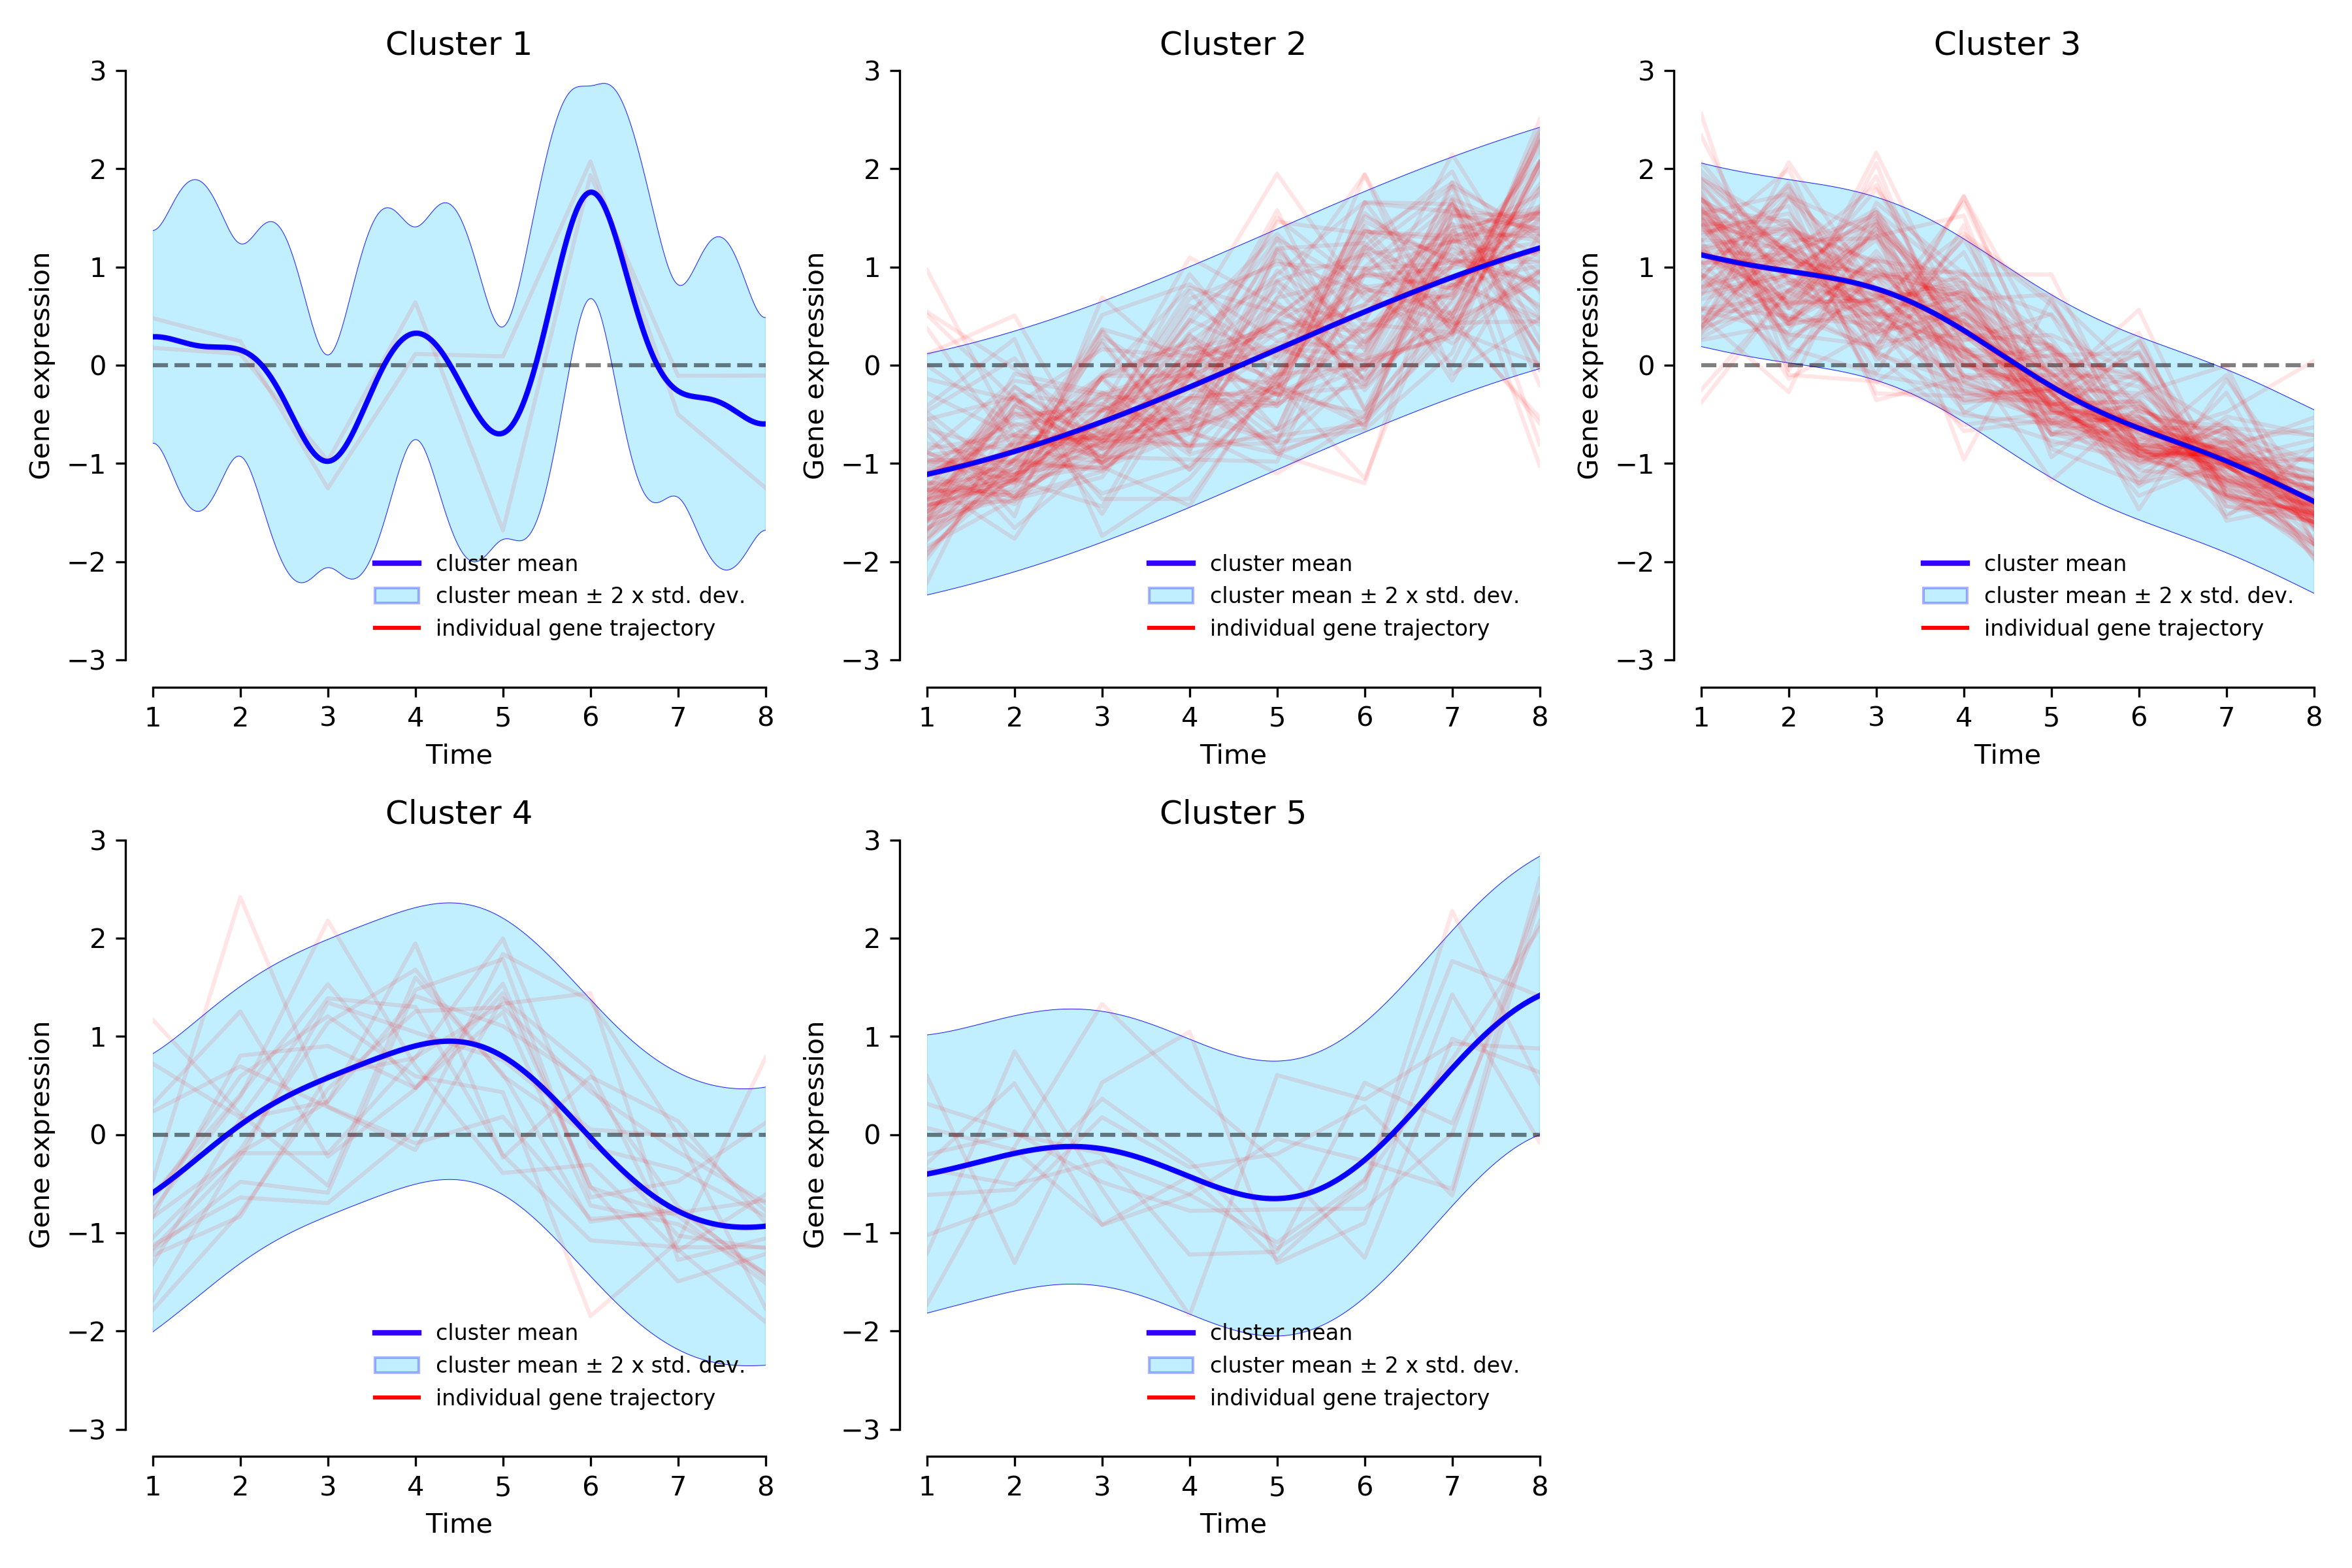 Cluster 1
3
2
1
0
−1
−2
−3
Gene expression
cluster mean
cluster mean ± 2 x std. dev.
individual gene trajectory
1 2 3 4 5 6 7 8
Time
Cluster 2
3
2
1
0
−1
−2
−3
Gene expression
cluster mean
cluster mean ± 2 x std. dev.
individual gene trajectory
1 2 3 4 5 6 7 8
Time
Cluster 3
3
2
1
0
−1
−2
−3
Gene expression
cluster mean
cluster mean ± 2 x std. dev.
individual gene trajectory
1 2 3 4 5 6 7 8
Time
Cluster 4
3
2
1
0
−1
−2
−3
Gene expression
cluster mean
cluster mean ± 2 x std. dev.
individual gene trajectory
1 2 3 4 5 6 7 8
Time
Cluster 5
3
2
1
0
−1
−2
−3
Gene expression
cluster mean
cluster mean ± 2 x std. dev.
individual gene trajectory
1 2 3 4 5 6 7 8
Time